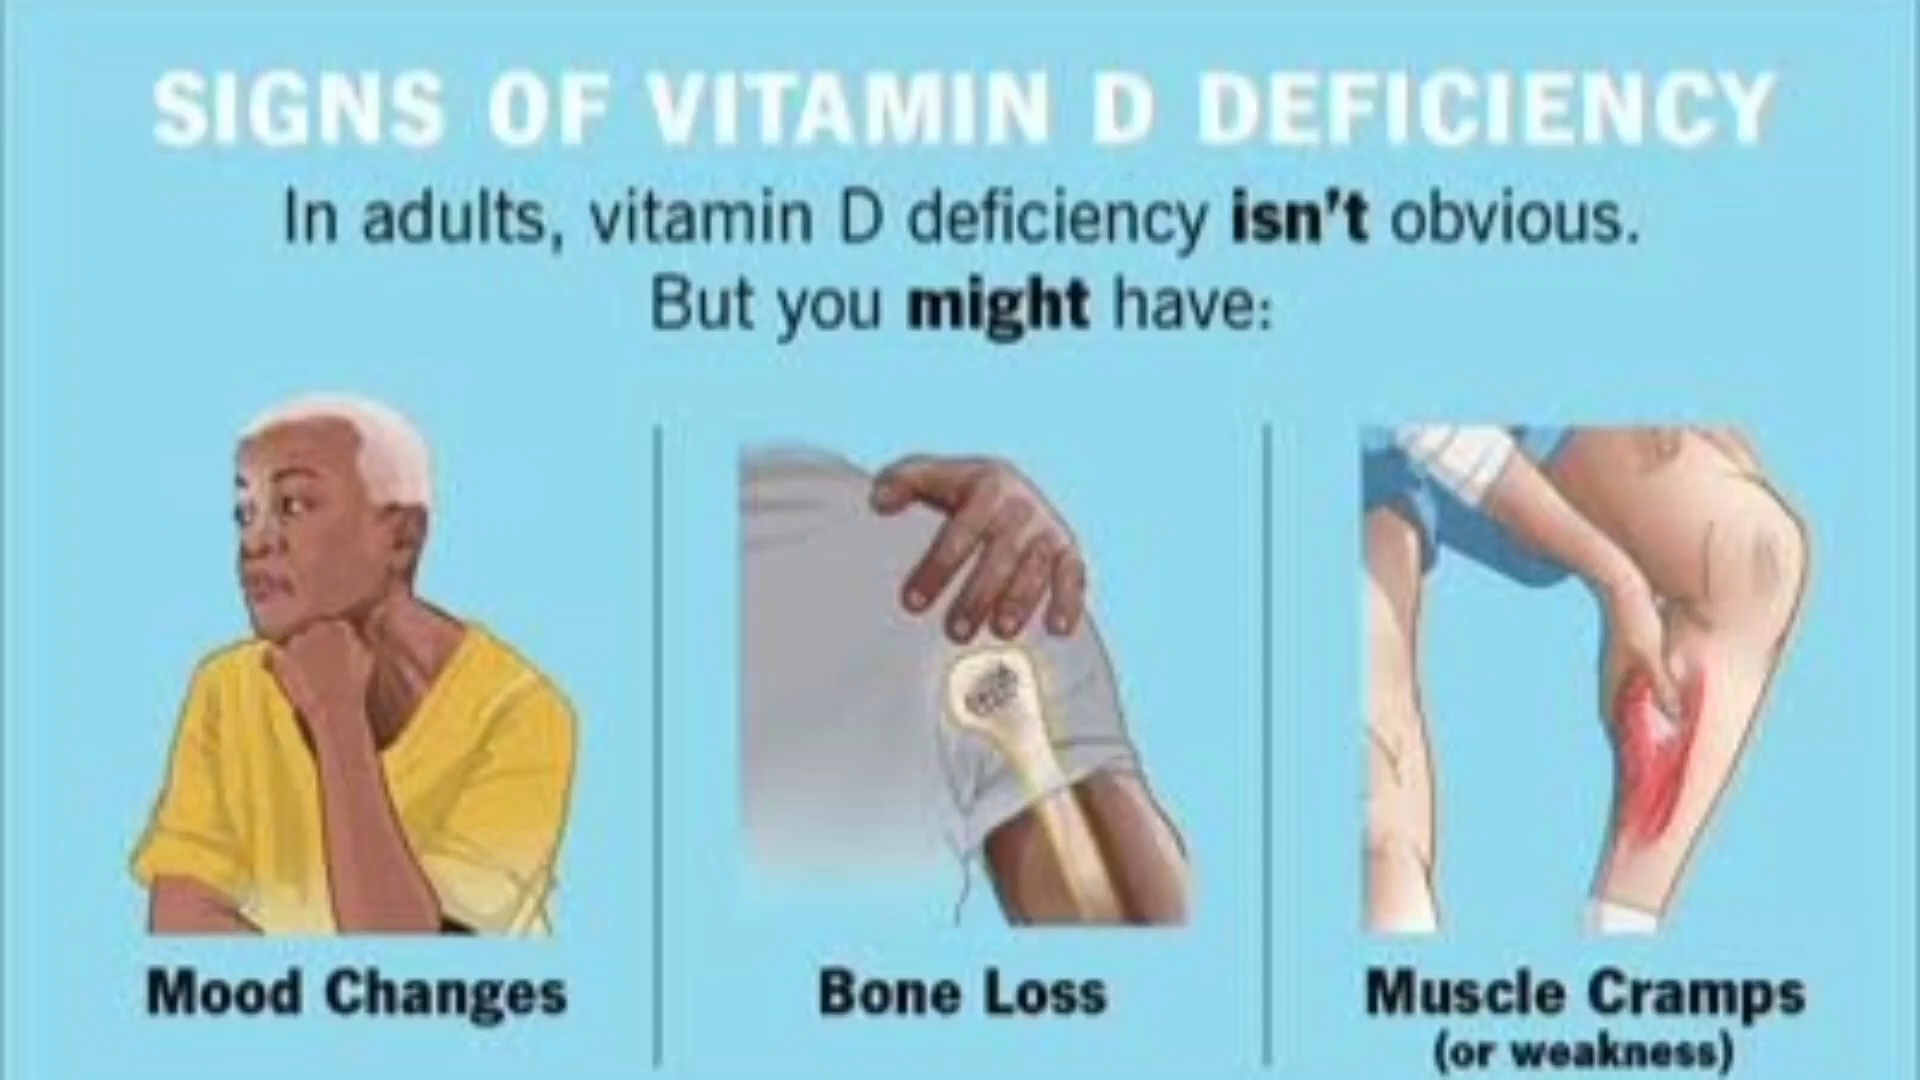 SIGNS OF VITAMIN D DEFICIENCY
In adults, vitamin D deficiency isn't obvious.
But you might have:
Mood Changes
Bone Loss
Muscle Cramps
(or weakness)